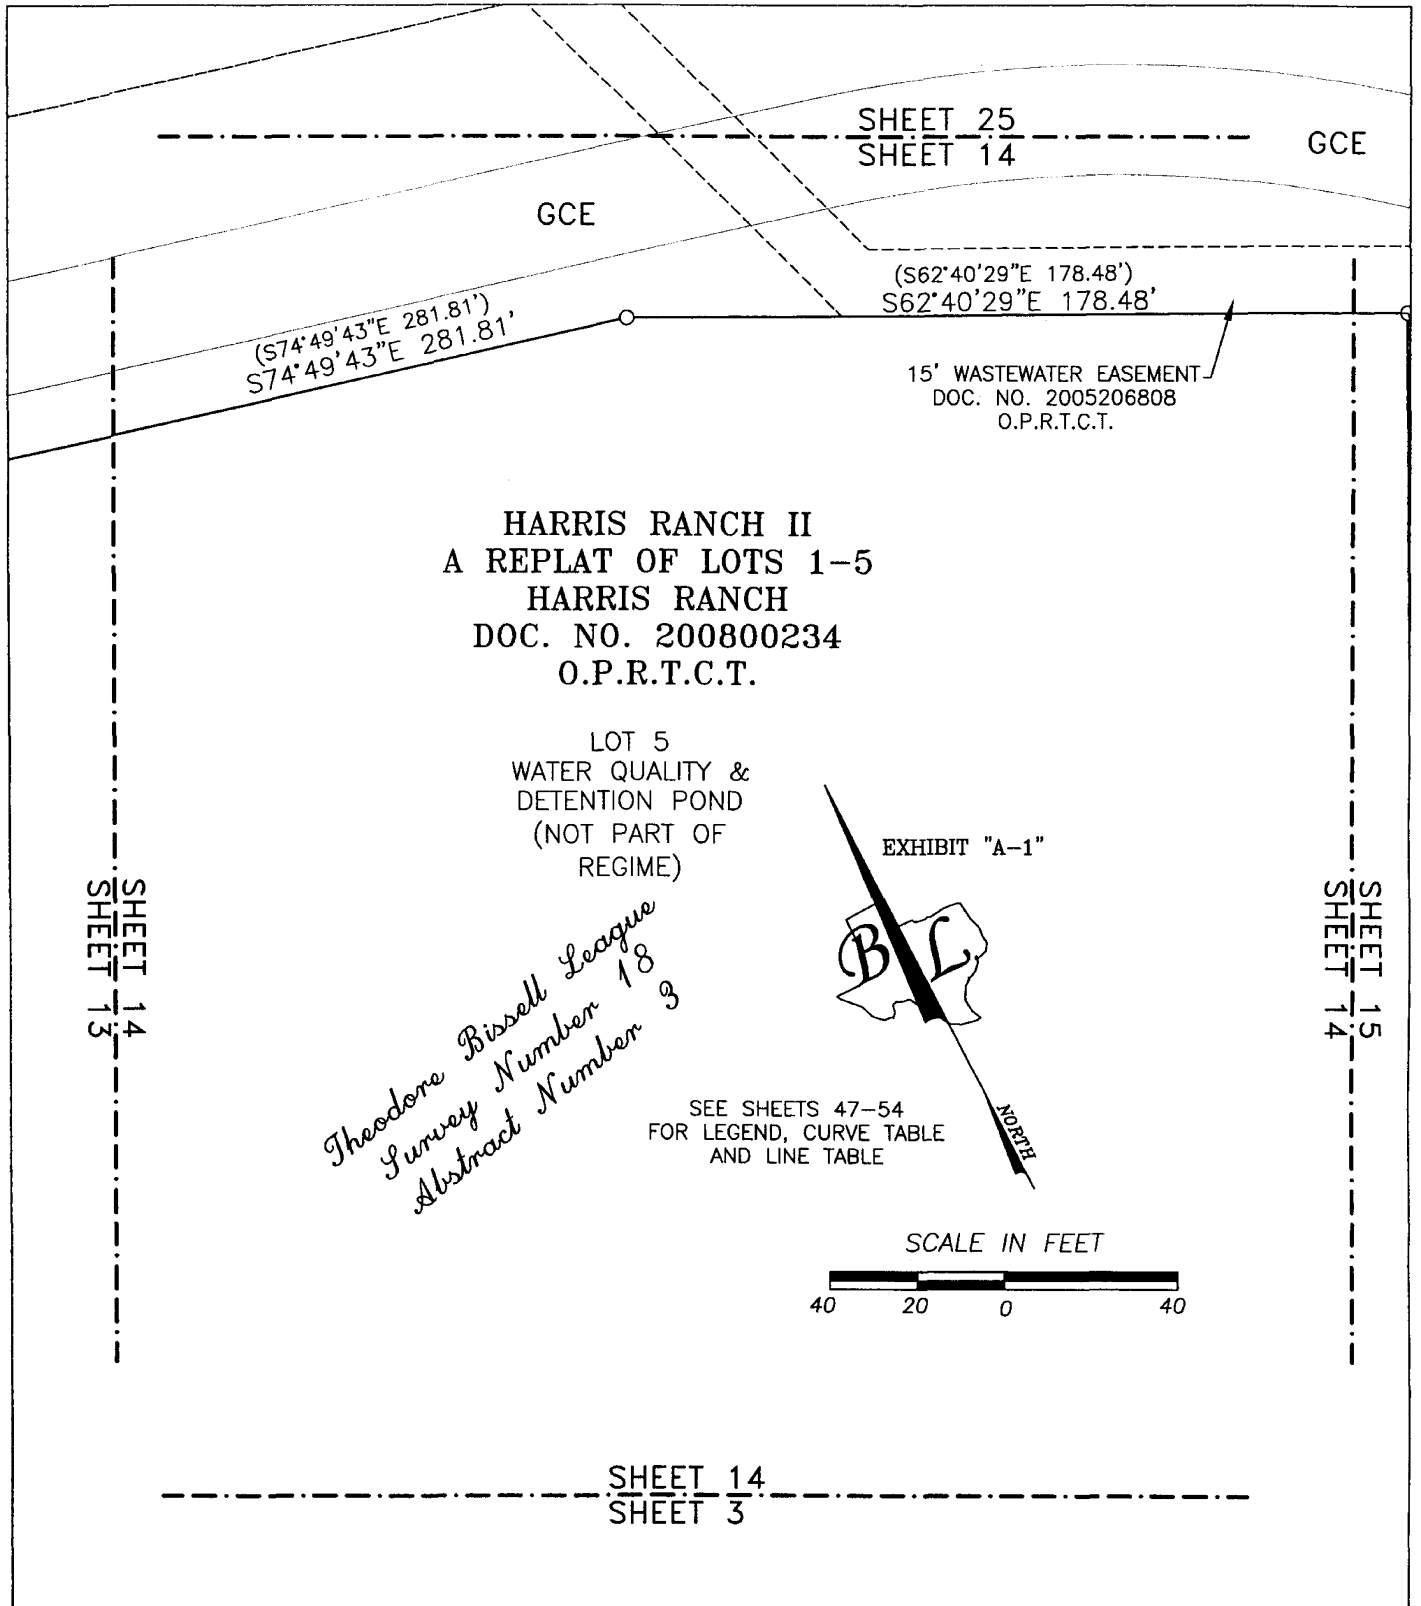 SHEET 25
SHEET 14
GCE
GCE
(S62°40'29"E 178.48')
S62°40'29"E 178.48'
(S74°49'43"E 281.81')
S74°49'43"E 281.81'
15' WASTEWATER EASEMENT
DOC. NO. 2005206808
O.P.R.T.C.T.
HARRIS RANCH II
A REPLAT OF LOTS 1-5
HARRIS RANCH
DOC. NO. 200800234
O.P.R.T.C.T.
LOT 5
WATER QUALITY &
DETENTION POND
(NOT PART OF
REGIME)
EXHIBIT "A-1"
SHEET 14
SHEET 13
SHEET 15
SHEET 14
B L
Theodore Bissell League
Survey Number 18
Abstract Number 3
SEE SHEETS 47-54
FOR LEGEND, CURVE TABLE
AND LINE TABLE
NORTH
SCALE IN FEET
40 20 0 40
SHEET 14
SHEET 3